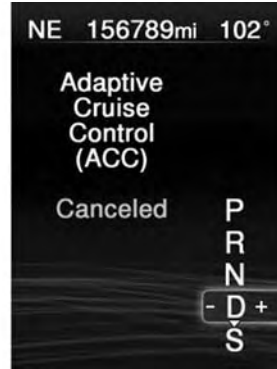 NE 156789mi 102°
Adaptive
Cruise
Control
(ACC)
Canceled
P
R
N
- D +
S